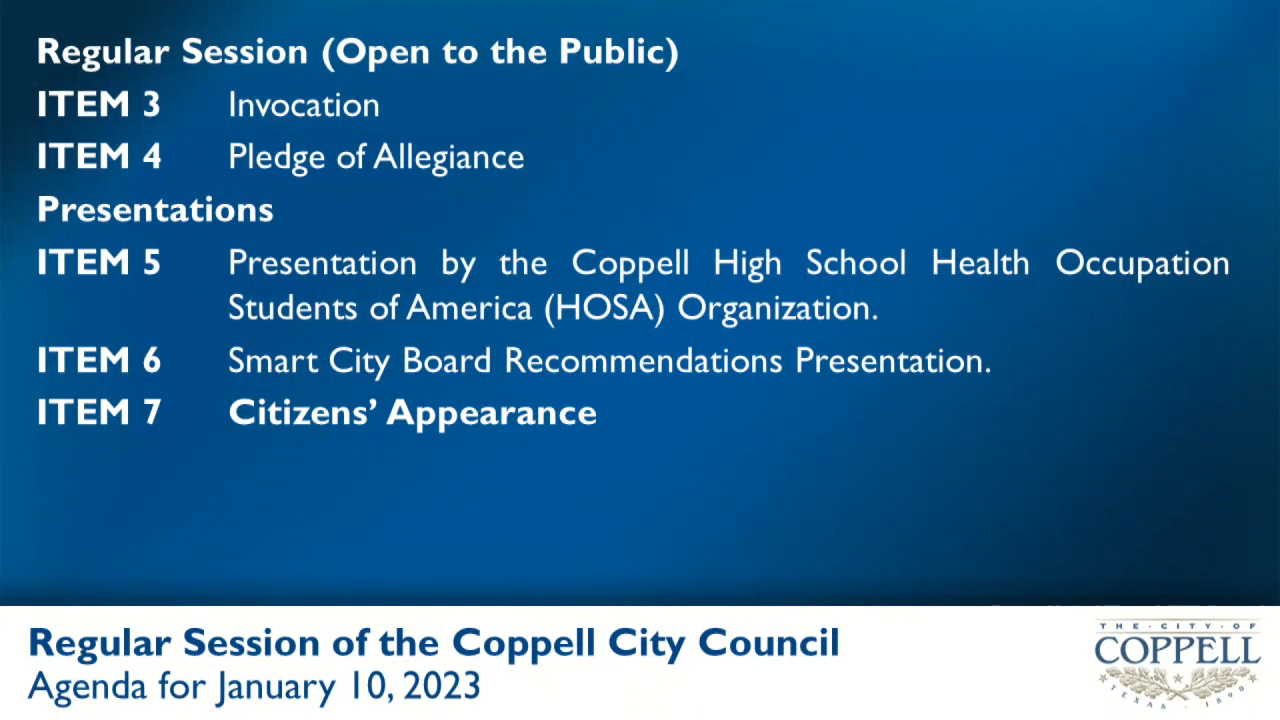 Regular Session (Open to the Public)
ITEM 3 Invocation
ITEM 4 Pledge of Allegiance
Presentations
ITEM 5 Presentation by the Coppell High School Health Occupation
Students of America (HOSA) Organization.
ITEM 6 Smart City Board Recommendations Presentation.
ITEM 7 Citizens’ Appearance
Regular Session of the Coppell City Council
Agenda for January 10, 2023
THE·CITY·OF
COPPELL
TEXAS · 1890